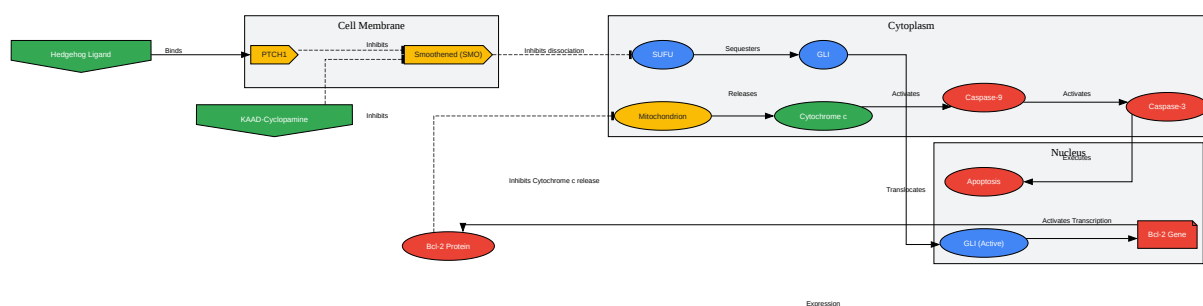 Cell Membrane
Cytoplasm
Hedgehog Ligand
Binds
PTCH1
Inhibits
Smoothened (SMO)
Inhibits dissociation
SUFU
Sequesters
GLI
KAAD-Cyclopamine
Inhibits
Mitochondrion
Releases
Cytochrome c
Activates
Caspase-9
Activates
Caspase-3
Nucleus
Executes
Apoptosis
Inhibits Cytochrome c release
Translocates
Bcl-2 Protein
Activates Transcription
GLI (Active)
Bcl-2 Gene
Expression